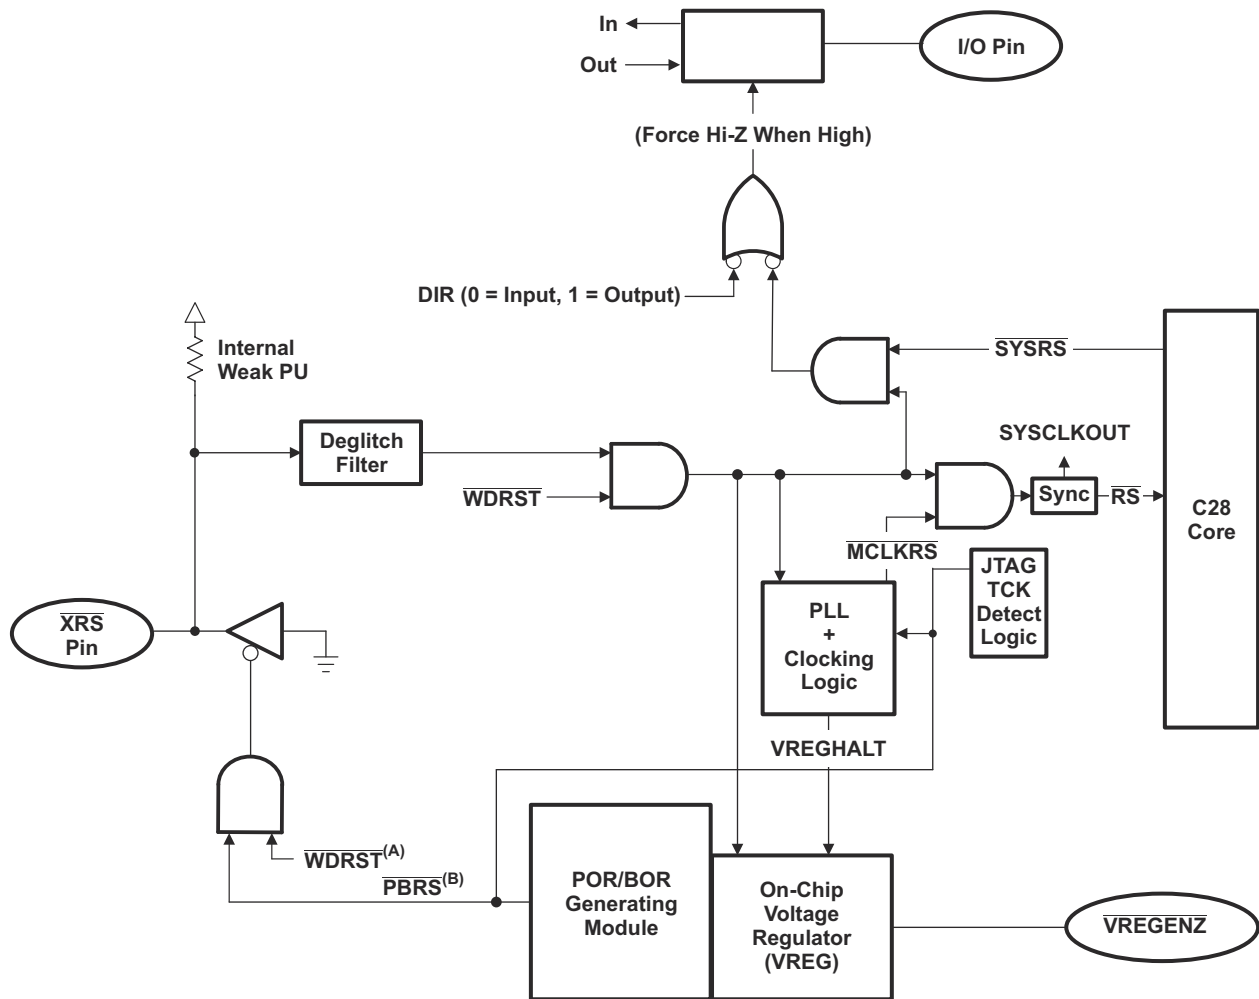 In
Out
I/O Pin
(Force Hi-Z When High)
DIR (0 = Input, 1 = Output)
Internal
Weak PU
SYSRS
Deglitch
Filter
SYSCLKOUT
WDRST
Sync
RS
C28
Core
MCLKRS
JTAG
TCK
Detect
Logic
XRS
Pin
PLL
+
Clocking
Logic
VREGHALT
WDRST(A)
PBRS(B)
POR/BOR
Generating
Module
On-Chip
Voltage
Regulator
(VREG)
VREGENZ